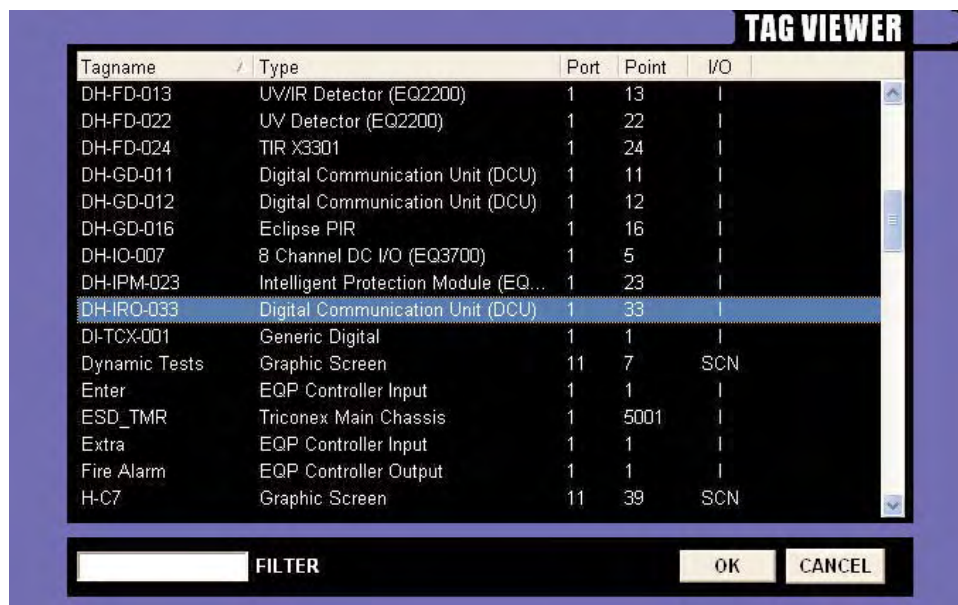 TAG VIEWER
Tagname / Type Port Point I/O
DH-FD-013 UV/IR Detector (EQ2200) 1 13 I
DH-FD-022 UV Detector (EQ2200) 1 22 I
DH-FD-024 TIR X3301 1 24 I
DH-GD-011 Digital Communication Unit (DCU) 1 11 I
DH-GD-012 Digital Communication Unit (DCU) 1 12 I
DH-GD-016 Eclipse PIR 1 16 I
DH-IO-007 8 Channel DC I/O (EQ3700) 1 5 I
DH-IPM-023 Intelligent Protection Module (EQ... 1 23 I
DH-IRO-033 Digital Communication Unit (DCU) 1 33 I
DI-TCX-001 Generic Digital 1 1 I
Dynamic Tests Graphic Screen 11 7 SCN
Enter EQP Controller Input 1 1 I
ESD_TMR Triconex Main Chassis 1 5001 I
Extra EQP Controller Input 1 1 I
Fire Alarm EQP Controller Output 1 1 I
H-C7 Graphic Screen 11 39 SCN
FILTER OK CANCEL